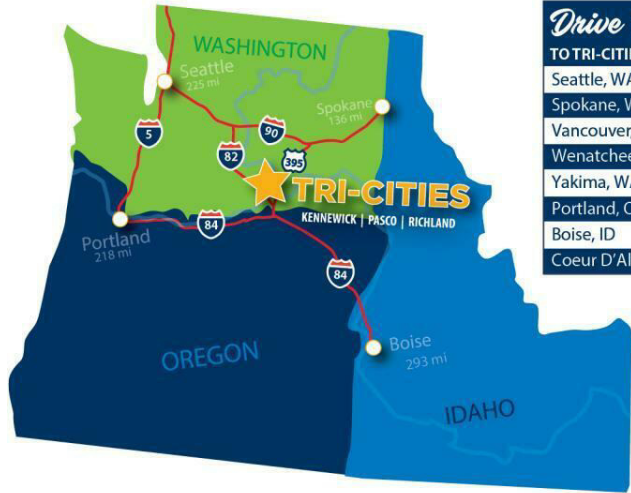 WASHINGTON
Seattle
225 mi
Spokane
136 mi
5
90
82
395
TRI-CITIES
KENNEWICK | PASCO | RICHLAND
Portland
218 mi
84
84
Boise
293 mi
OREGON
IDAHO
Drive
TO TRI-CITIE
Seattle, WA
Spokane, W
Vancouver,
Wenatchee
Yakima, WA
Portland, O
Boise, ID
Coeur D'Al